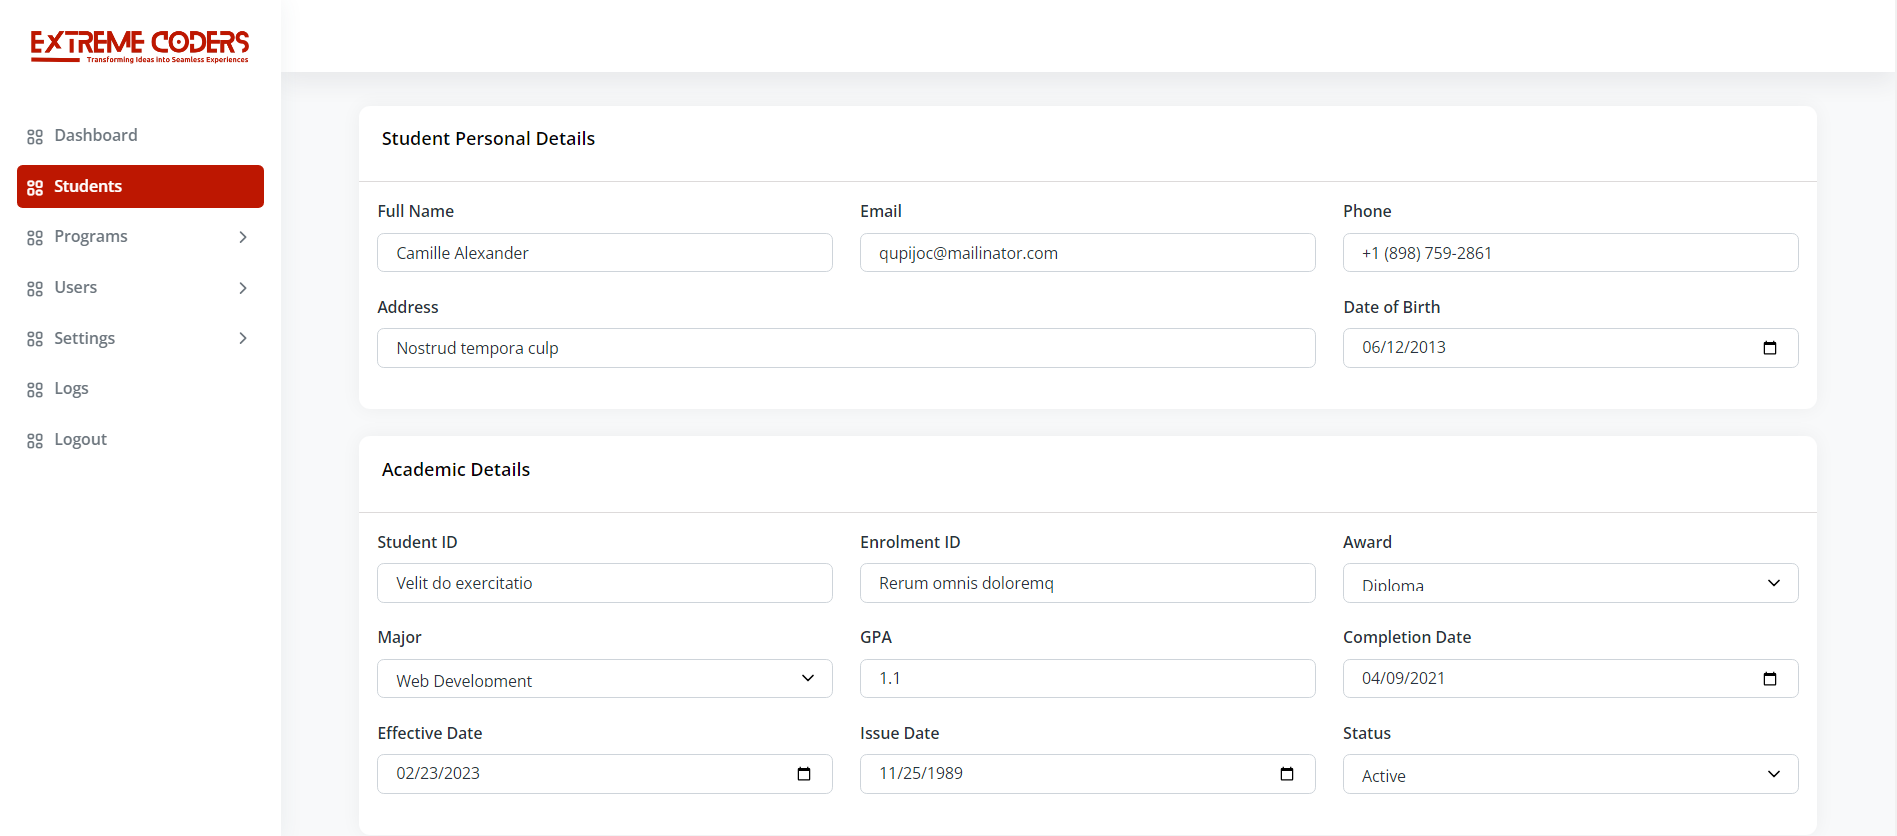 EXTREME CODERS
Transforming Ideas Into Seamless Experiences
Dashboard
Students
Programs
Users
Settings
Logs
Logout
Student Personal Details
Full Name Email Phone
Camille Alexander qupijoc@mailinator.com +1 (898) 759-2861
Address Date of Birth
Nostrud tempora culp 06/12/2013
Academic Details
Student ID Enrolment ID Award
Velit do exercitatio Rerum omnis doloremq Diploma
Major GPA Completion Date
Web Development 1.1 04/09/2021
Effective Date Issue Date Status
02/23/2023 11/25/1989 Active